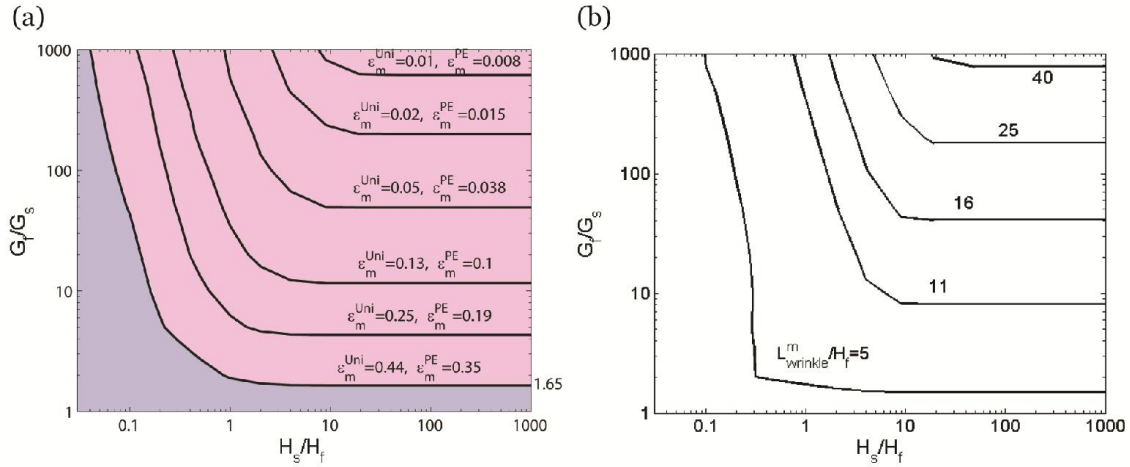 (a)
1000
100
10
1
G_f/G_s
ε_m^Uni=0.01, ε_m^PE=0.008
ε_m^Uni=0.02, ε_m^PE=0.015
ε_m^Uni=0.05, ε_m^PE=0.038
ε_m^Uni=0.13, ε_m^PE=0.1
ε_m^Uni=0.25, ε_m^PE=0.19
ε_m^Uni=0.44, ε_m^PE=0.35
1.65
0.1 1 10 100 1000
H_s/H_f
(b)
1000
100
10
1
G_f/G_s
40
25
16
11
L_wrinkle^m/H_f=5
0.1 1 10 100 1000
H_s/H_f